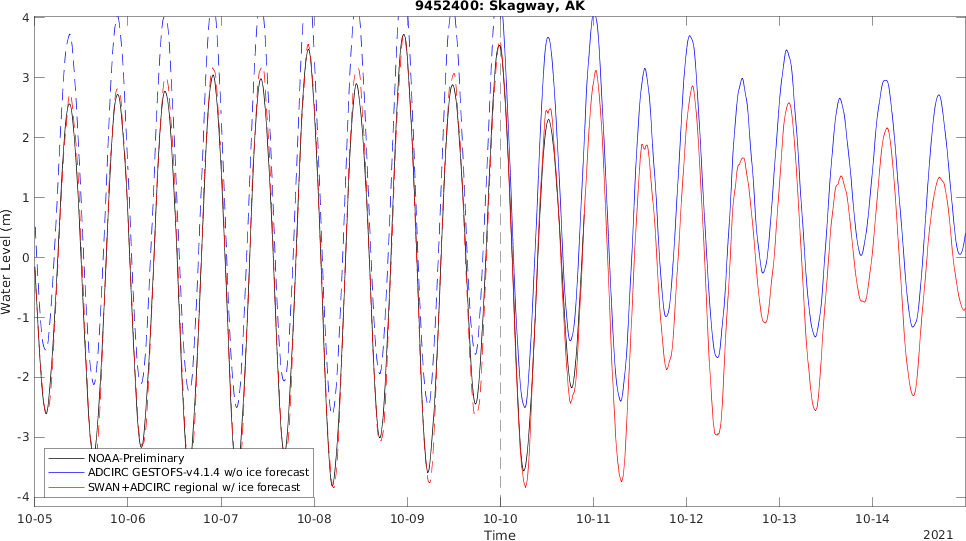 9452400: Skagway, AK
4
3
2
1
0
-1
-2
-3
-4
Water Level (m)
NOAA-Preliminary
ADCIRC GESTOFS-v4.1.4 w/o ice forecast
SWAN+ADCIRC regional w/ ice forecast
10-05 10-06 10-07 10-08 10-09 10-10 10-11 10-12 10-13 10-14
Time
2021